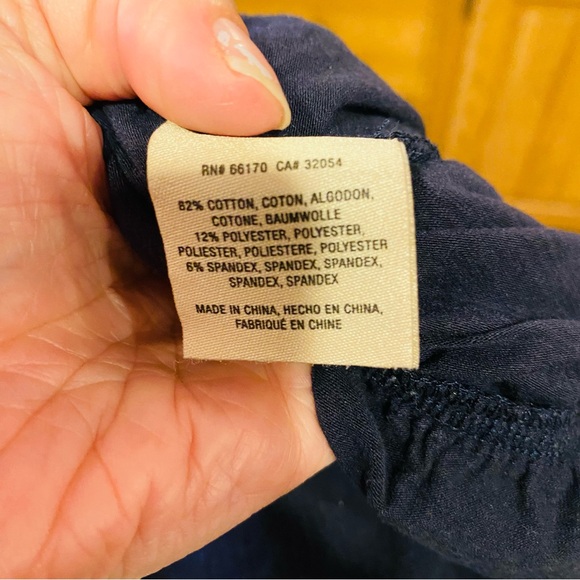 RN# 66170 CA# 32054
82% COTTON, COTON, ALGODON,
COTONE, BAUMWOLLE
12% POLYESTER, POLYESTER,
POLIESTER, POLIESTERE, POLYESTER
6% SPANDEX, SPANDEX, SPANDEX,
SPANDEX, SPANDEX
MADE IN CHINA, HECHO EN CHINA,
FABRIQUÉ EN CHINE